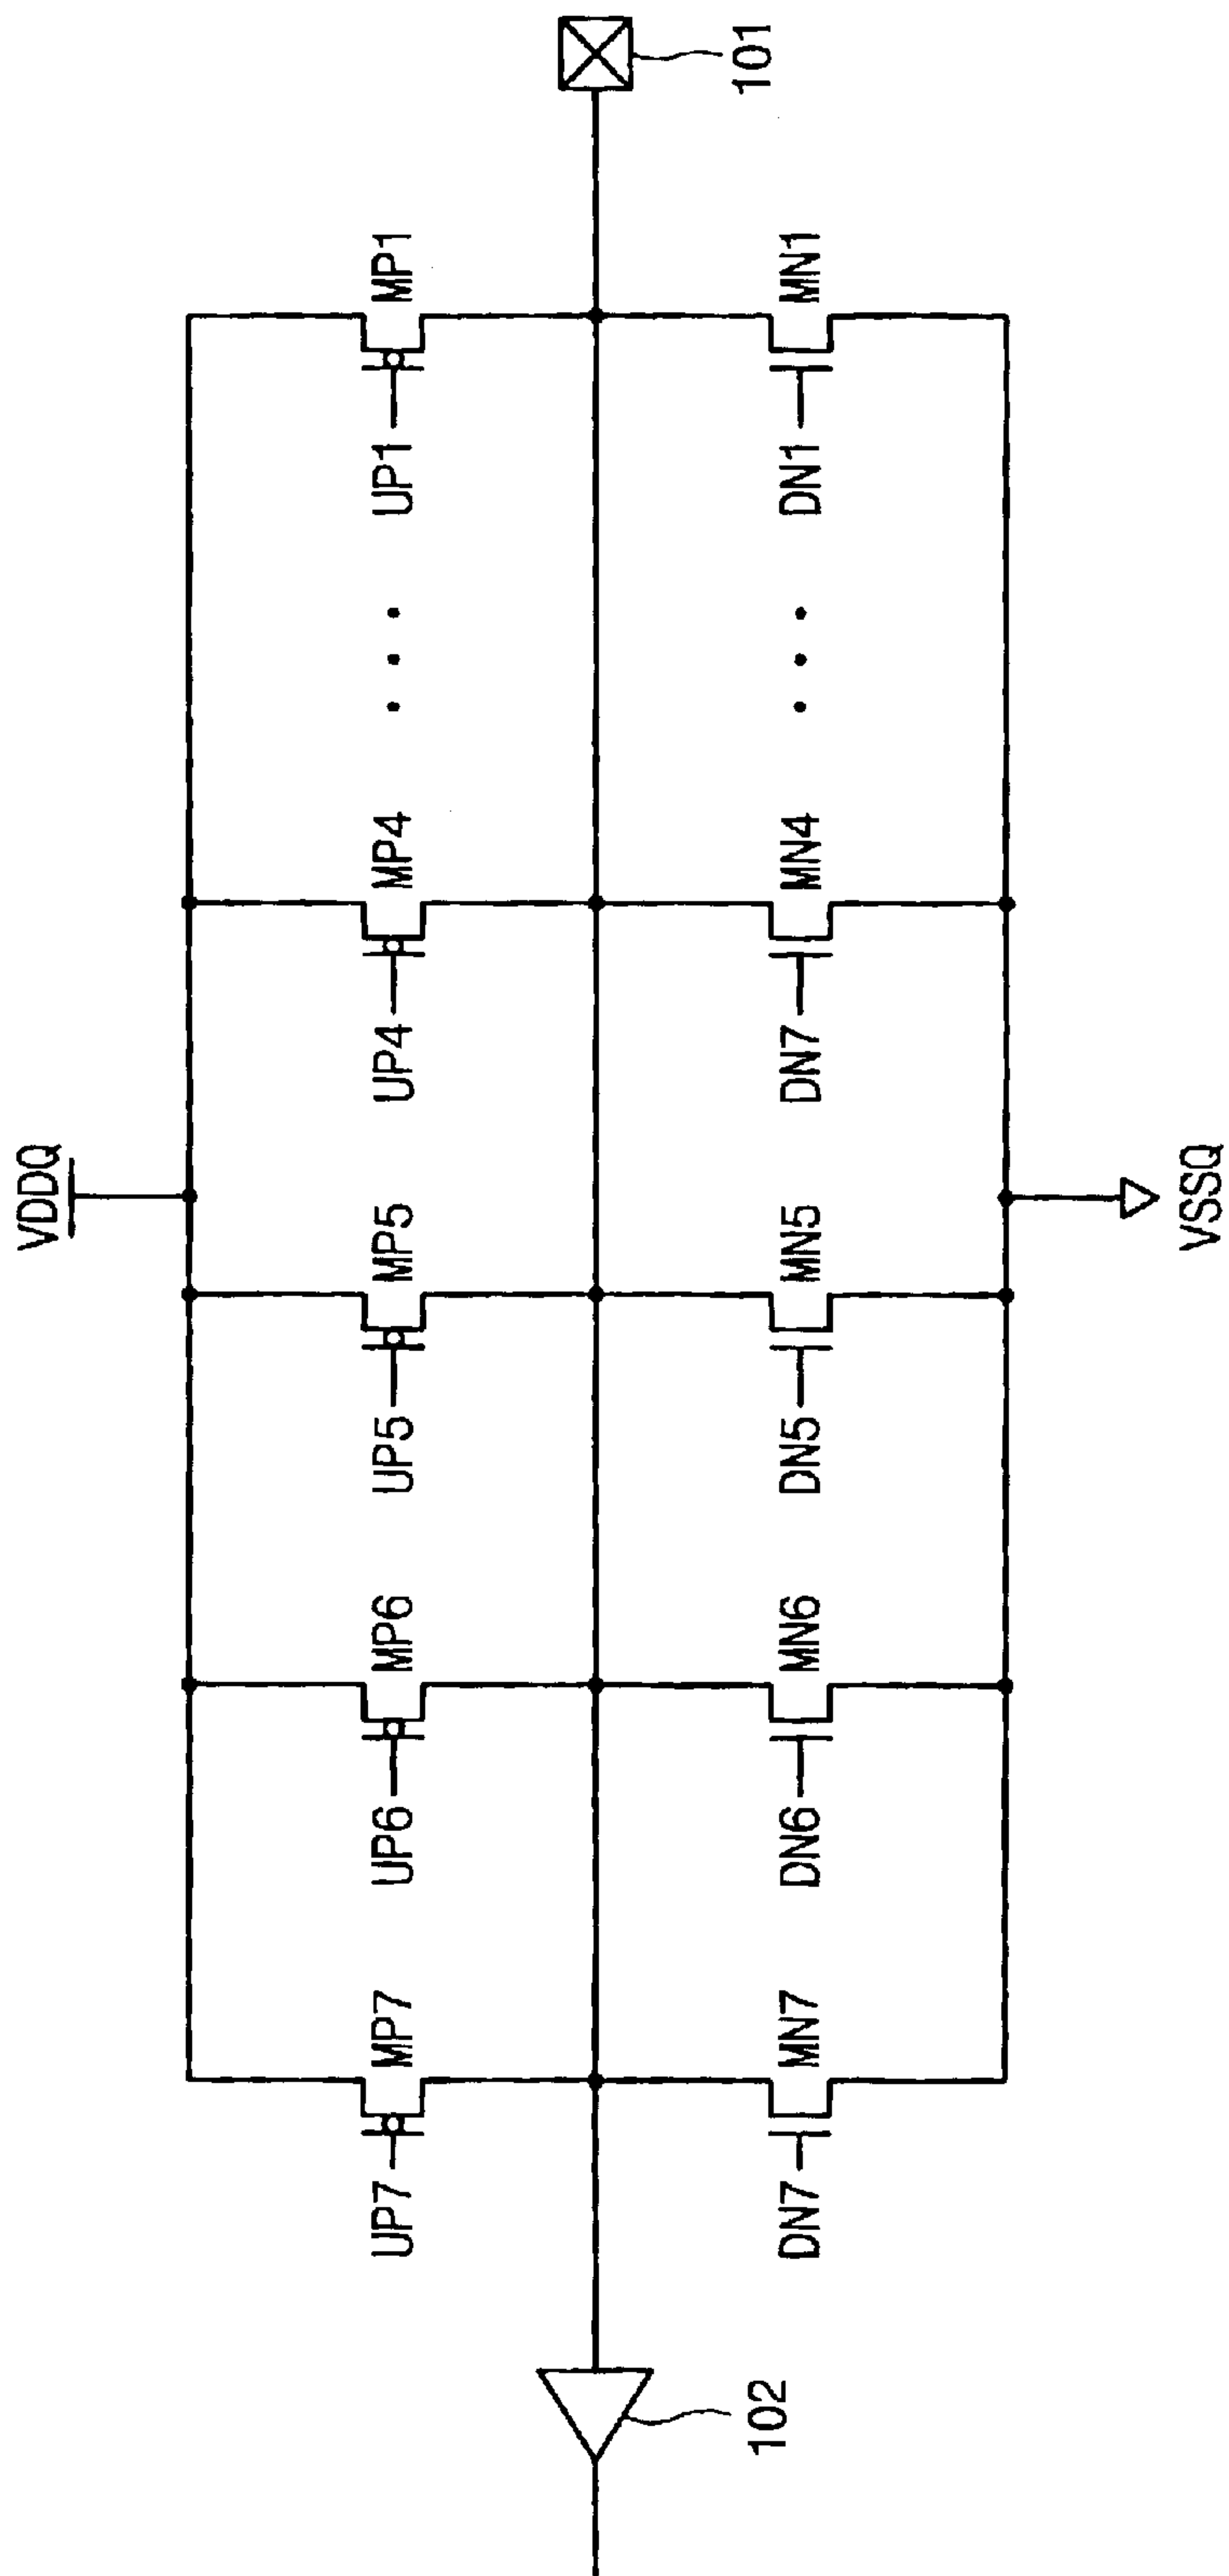 VDDQ
MP7
MP6
MP5
MP4
MP1
UP7
UP6
UP5
UP4
UP1
101
102
MN7
MN6
MN5
MN4
MN1
DN7
DN6
DN5
DN7
DN1
VSSQ